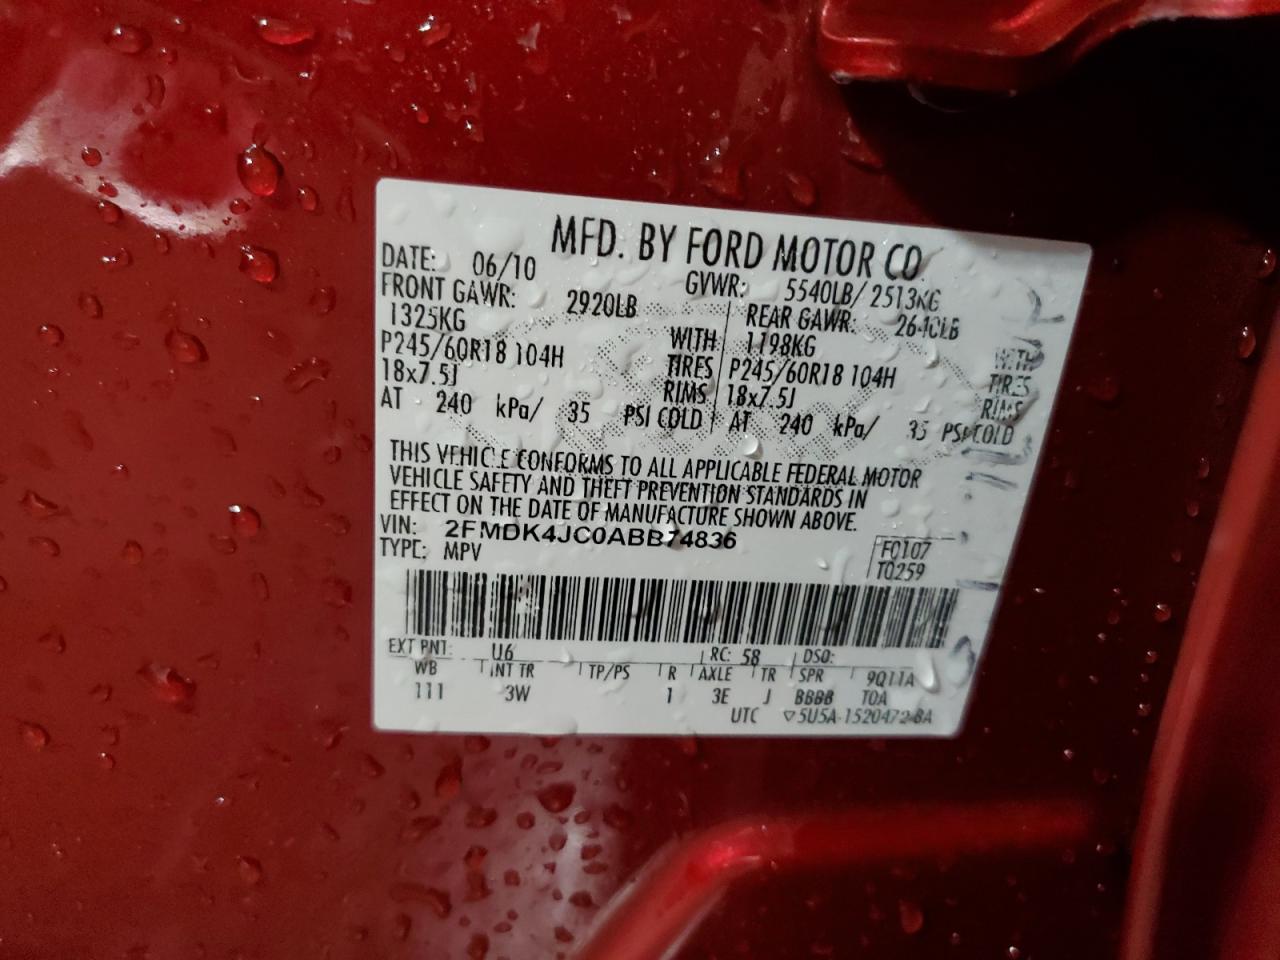 MFD. BY FORD MOTOR CO.
DATE: 06/10 GVWR: 5540LB/ 2513KG
FRONT GAWR: 2920LB REAR GAWR: 2640LB
1325KG WITH 1198KG WITH
P245/60R18 104H TIRES P245/60R18 104H TIRES
18x7.5J RIMS 18x7.5J RIMS
AT 240 kPa/ 35 PSI COLD AT 240 kPa/ 35 PSI COLD
THIS VEHICLE CONFORMS TO ALL APPLICABLE FEDERAL MOTOR
VEHICLE SAFETY AND THEFT PREVENTION STANDARDS IN
EFFECT ON THE DATE OF MANUFACTURE SHOWN ABOVE.
VIN: 2FMDK4JC0ABB74836
TYPE: MPV
F0107
T0259
EXT PNT: U6 RC: 58 DSO:
WB INT TR TP/PS R AXLE TR SPR 9Q11A
111 3W 1 3E J BBBB TOA
UTC ▽5U5A-1520472-BA